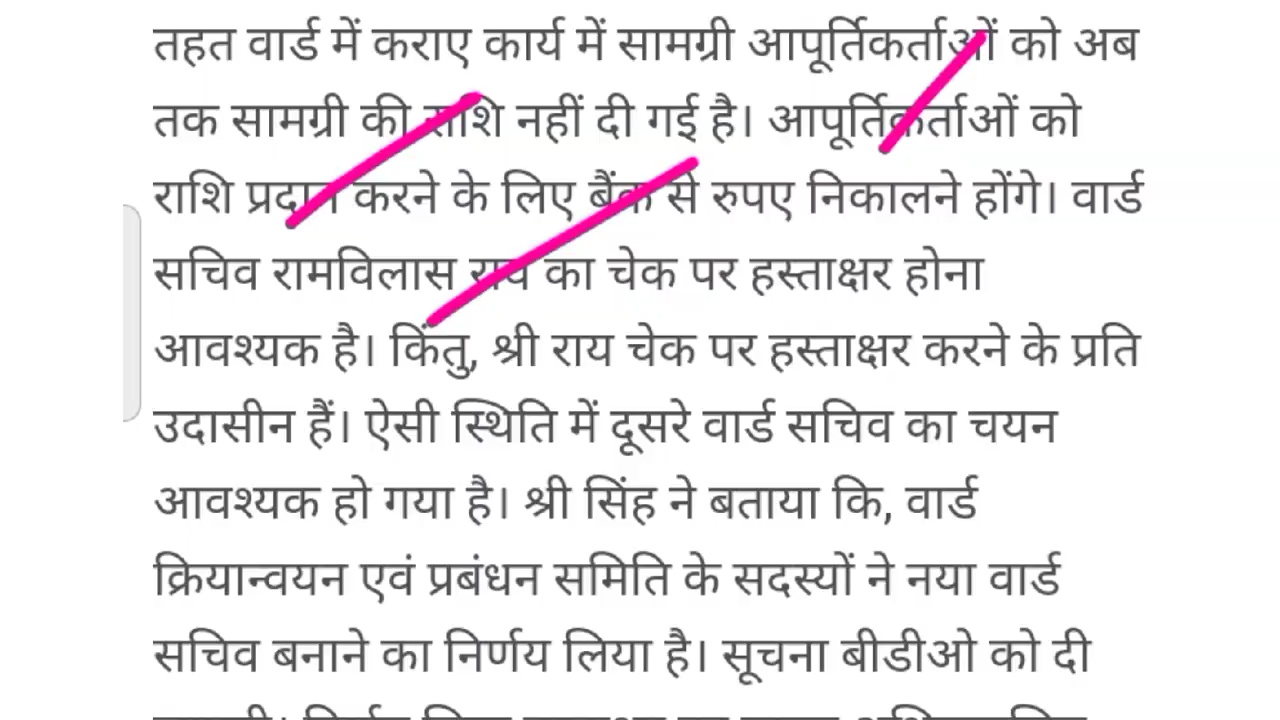 तहत वार्ड में कराए कार्य में सामग्री आपूर्तिकर्ताओं को अब
तक सामग्री की राशि नहीं दी गई है। आपूर्तिकर्ताओं को
राशि प्रदान करने के लिए बैंक से रुपए निकालने होंगे। वार्ड
सचिव रामविलास राय का चेक पर हस्ताक्षर होना
आवश्यक है। किंतु, श्री राय चेक पर हस्ताक्षर करने के प्रति
उदासीन हैं। ऐसी स्थिति में दूसरे वार्ड सचिव का चयन
आवश्यक हो गया है। श्री सिंह ने बताया कि, वार्ड
क्रियान्वयन एवं प्रबंधन समिति के सदस्यों ने नया वार्ड
सचिव बनाने का निर्णय लिया है। सूचना बीडीओ को दी